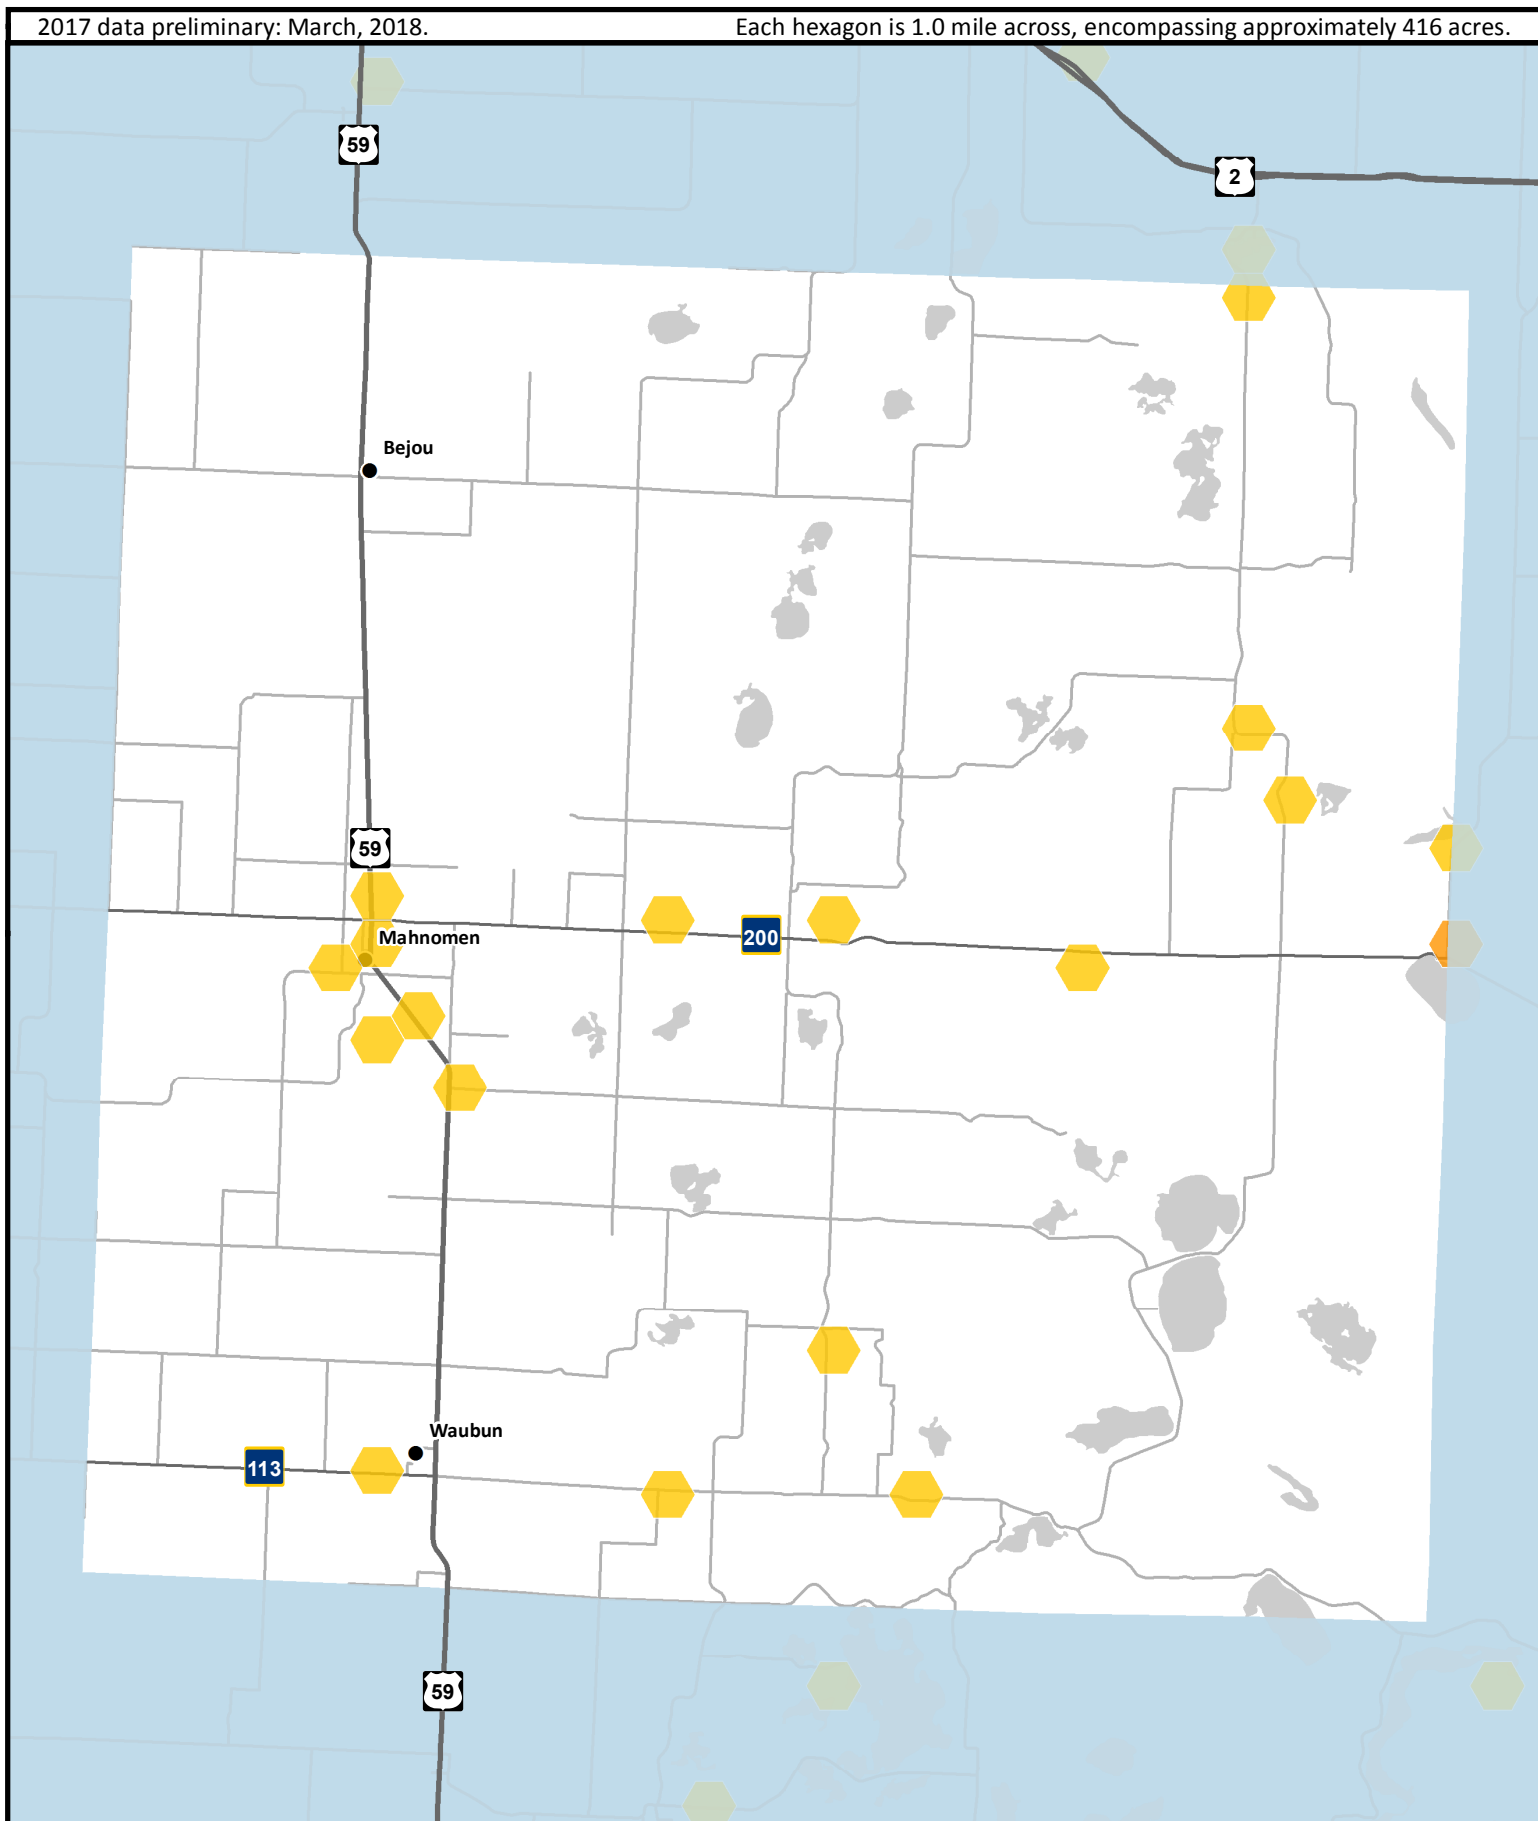 2017 data preliminary: March, 2018. Each hexagon is 1.0 mile across, encompassing approximately 416 acres.
59
2
Bejou
59
Mahnomen
200
Waubun
113
59